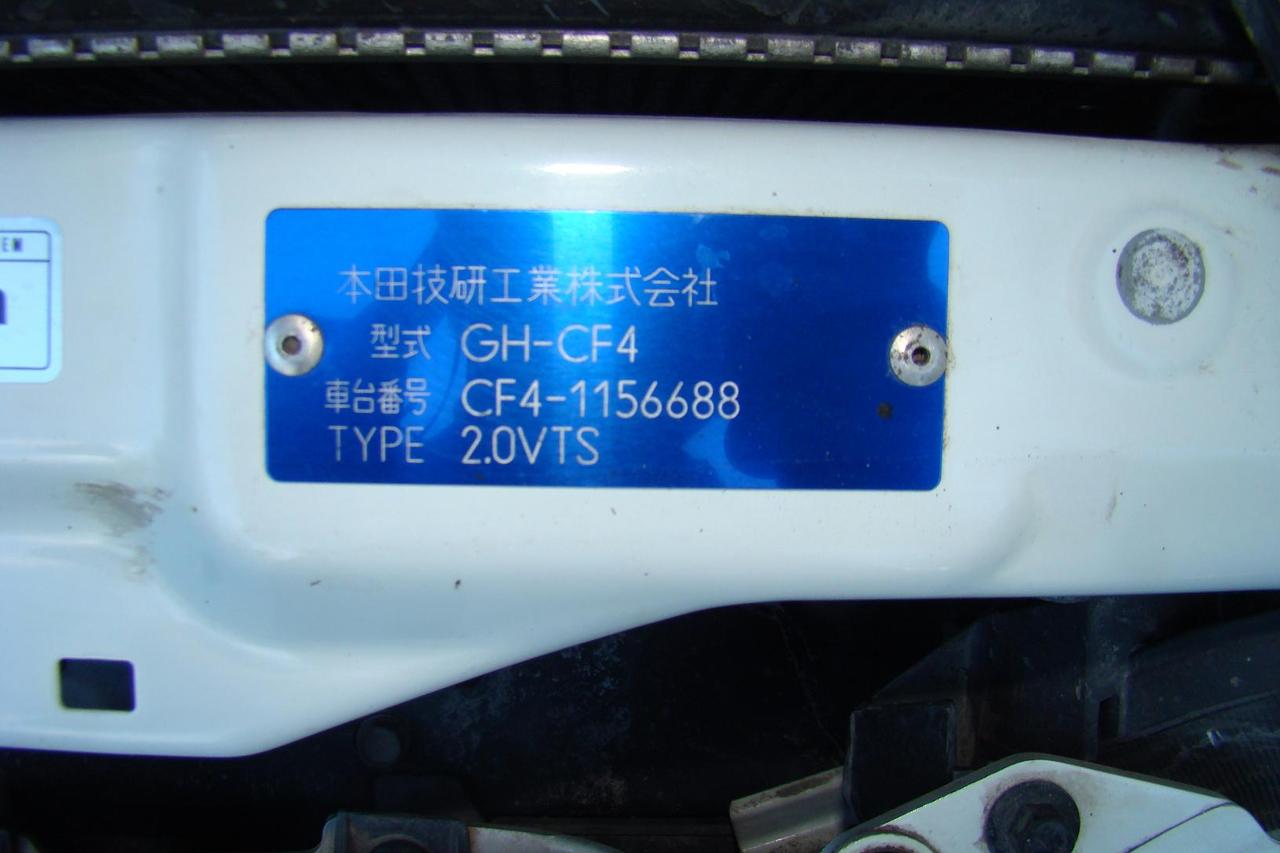 本田技研工業株式会社
型式 GH-CF4
車台番号 CF4-1156688
TYPE 2.0VTS